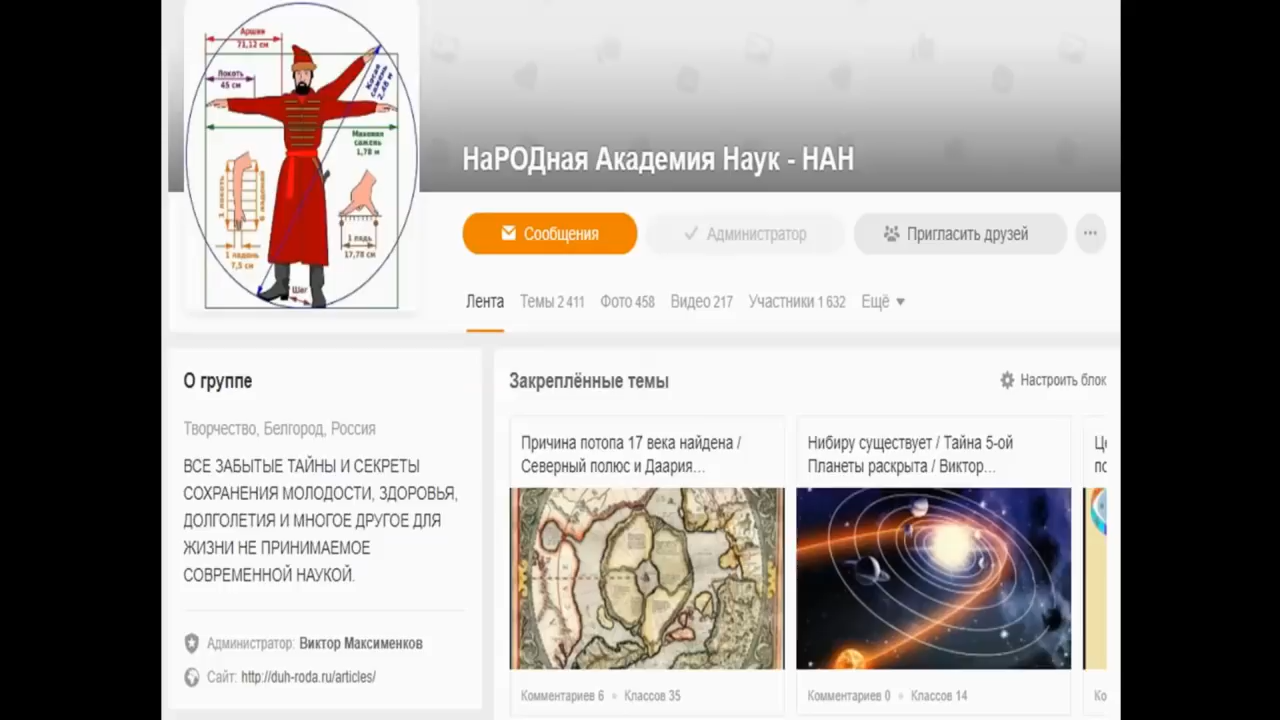 Аршин
71,12 см
Локоть
45 см
Косая
сажень
2,48 м
Маховая
сажень
1,78 м
1 локоть
6 ладоней
1 ладонь
7,5 см
1 пядь
17,78 см
Шаг
НаРОДная Академия Наук - НАН
Сообщения
Администратор
Пригласить друзей
Лента Темы 2 411 Фото 458 Видео 217 Участники 1 632 Ещё
О группе
Творчество, Белгород, Россия
ВСЕ ЗАБЫТЫЕ ТАЙНЫ И СЕКРЕТЫ
СОХРАНЕНИЯ МОЛОДОСТИ, ЗДОРОВЬЯ,
ДОЛГОЛЕТИЯ И МНОГОЕ ДРУГОЕ ДЛЯ
ЖИЗНИ НЕ ПРИНИМАЕМОЕ
СОВРЕМЕННОЙ НАУКОЙ.
Администратор: Виктор Максименков
Сайт: http://duh-roda.ru/articles/
Закреплённые темы
Настроить блок
Причина потопа 17 века найдена /
Северный полюс и Даария...
Комментариев 6 • Классов 35
Нибиру существует / Тайна 5-ой
Планеты раскрыта / Виктор...
Комментариев 0 • Классов 14
Ко